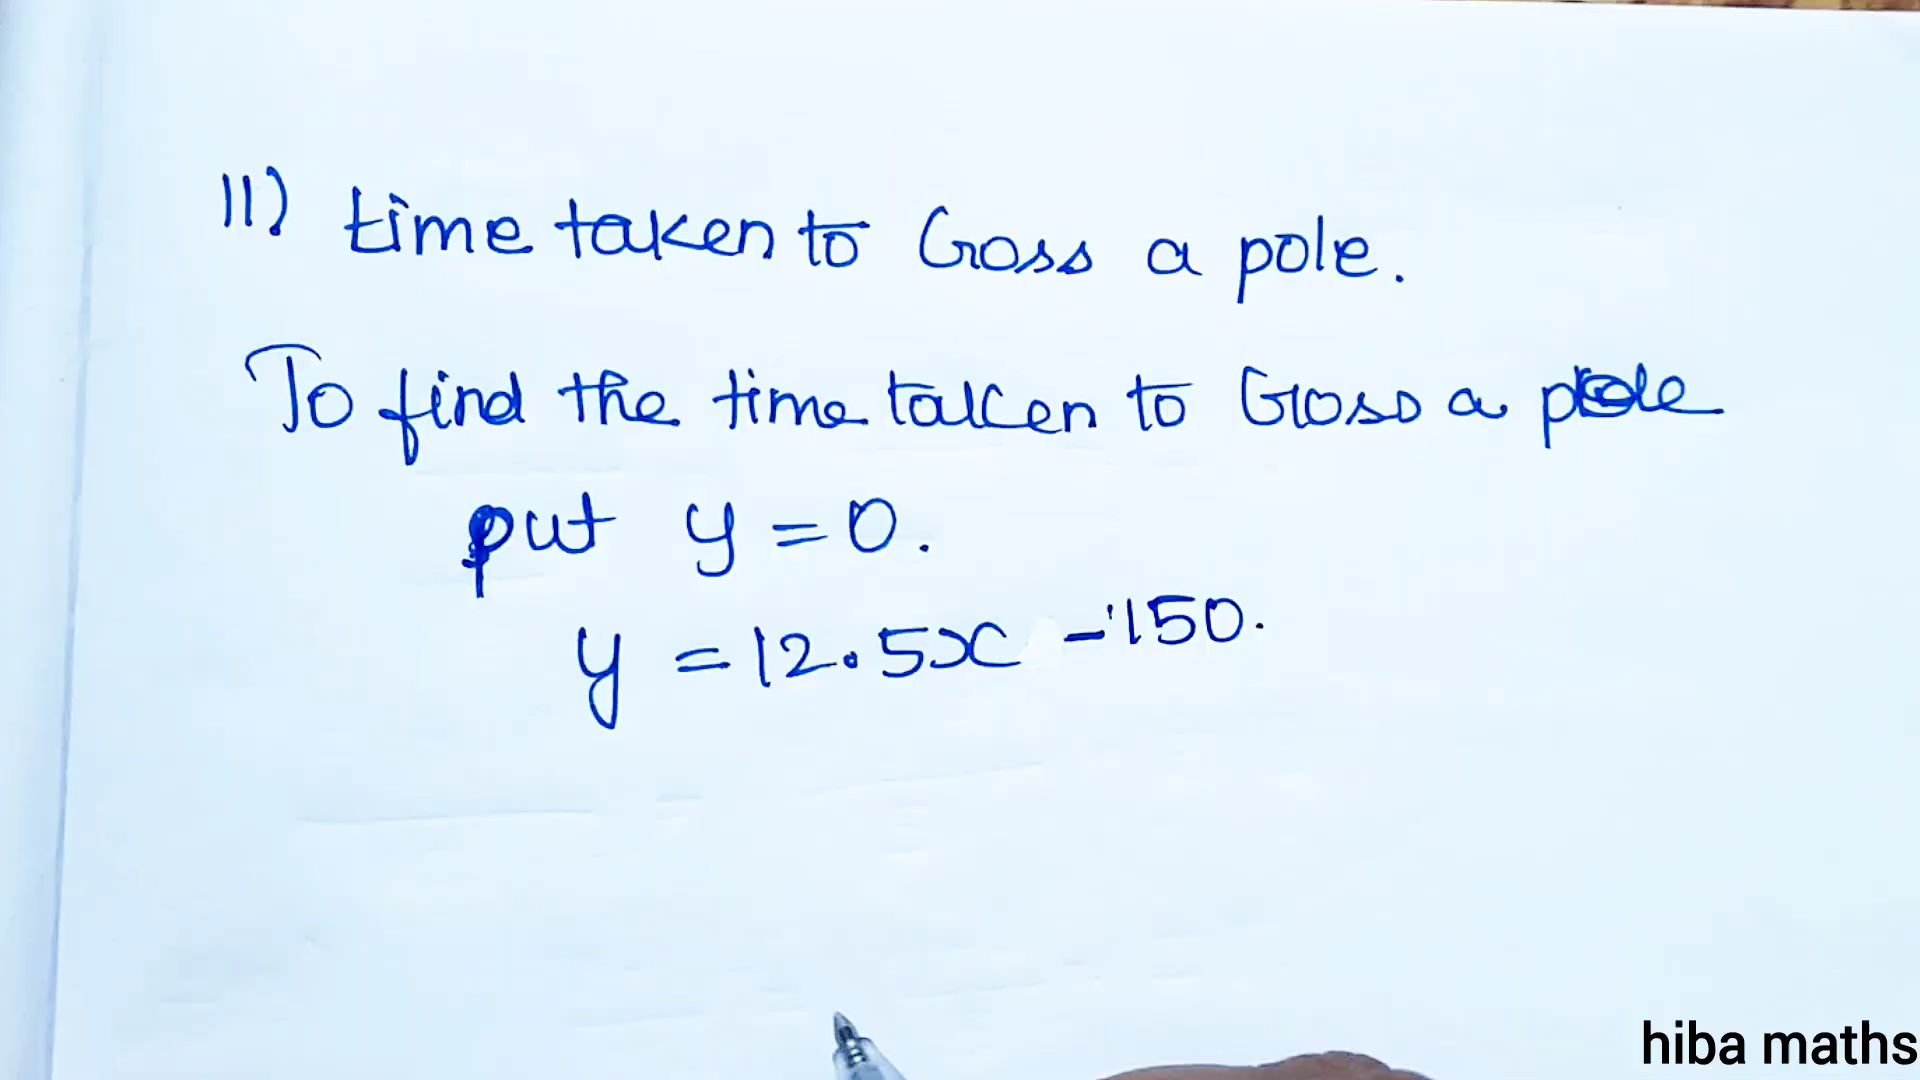 11) time taken to Cross a pole.
To find the time taken to Cross a pole
put y = 0.
y = 12.5x - 150.
hiba maths